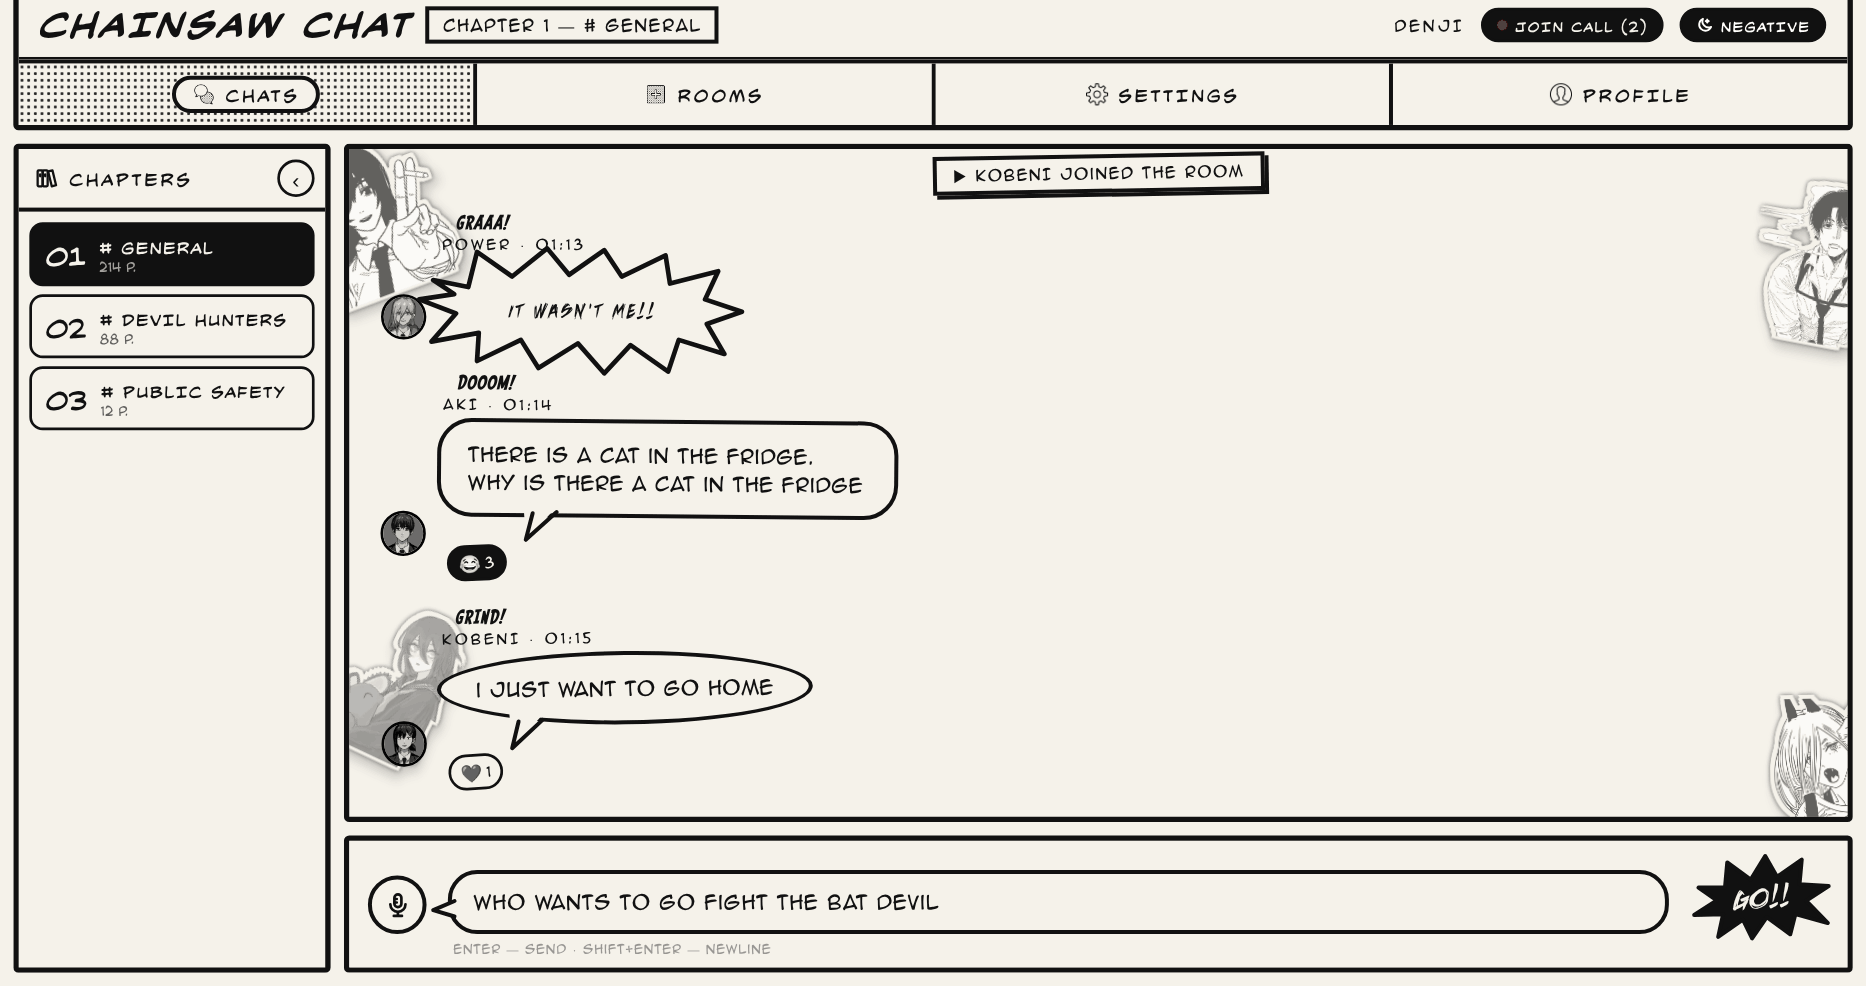 CHAINSAW CHAT
CHAPTER 1 — # GENERAL
DENJI
JOIN CALL (2)
NEGATIVE
CHATS
ROOMS
SETTINGS
PROFILE
CHAPTERS
01 # GENERAL
214 P.
02 # DEVIL HUNTERS
88 P.
03 # PUBLIC SAFETY
12 P.
▶ KOBENI JOINED THE ROOM
GRAAA!
POWER · 01:13
IT WASN'T ME!!
DOOOM!
AKI · 01:14
THERE IS A CAT IN THE FRIDGE.
WHY IS THERE A CAT IN THE FRIDGE
😂 3
GRIND!
KOBENI · 01:15
I JUST WANT TO GO HOME
🖤 1
WHO WANTS TO GO FIGHT THE BAT DEVIL
GO!!
ENTER — SEND · SHIFT+ENTER — NEWLINE